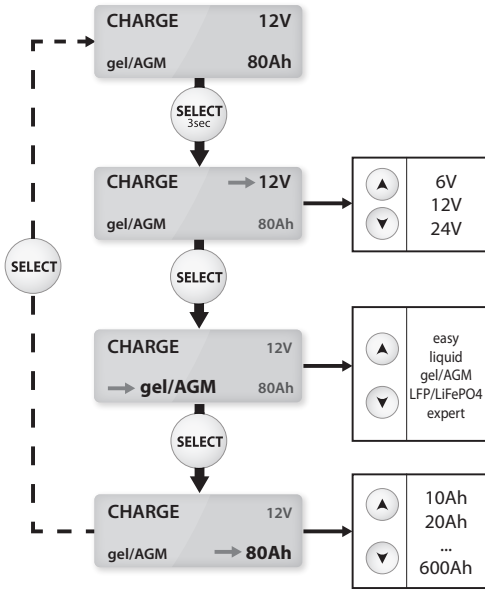 CHARGE 12V
gel/AGM 80Ah
SELECT
3sec
CHARGE 12V
gel/AGM 80Ah
6V
12V
24V
SELECT
SELECT
CHARGE 12V
gel/AGM 80Ah
easy
liquid
gel/AGM
LFP/LiFePO4
expert
SELECT
CHARGE 12V
gel/AGM 80Ah
10Ah
20Ah
...
600Ah